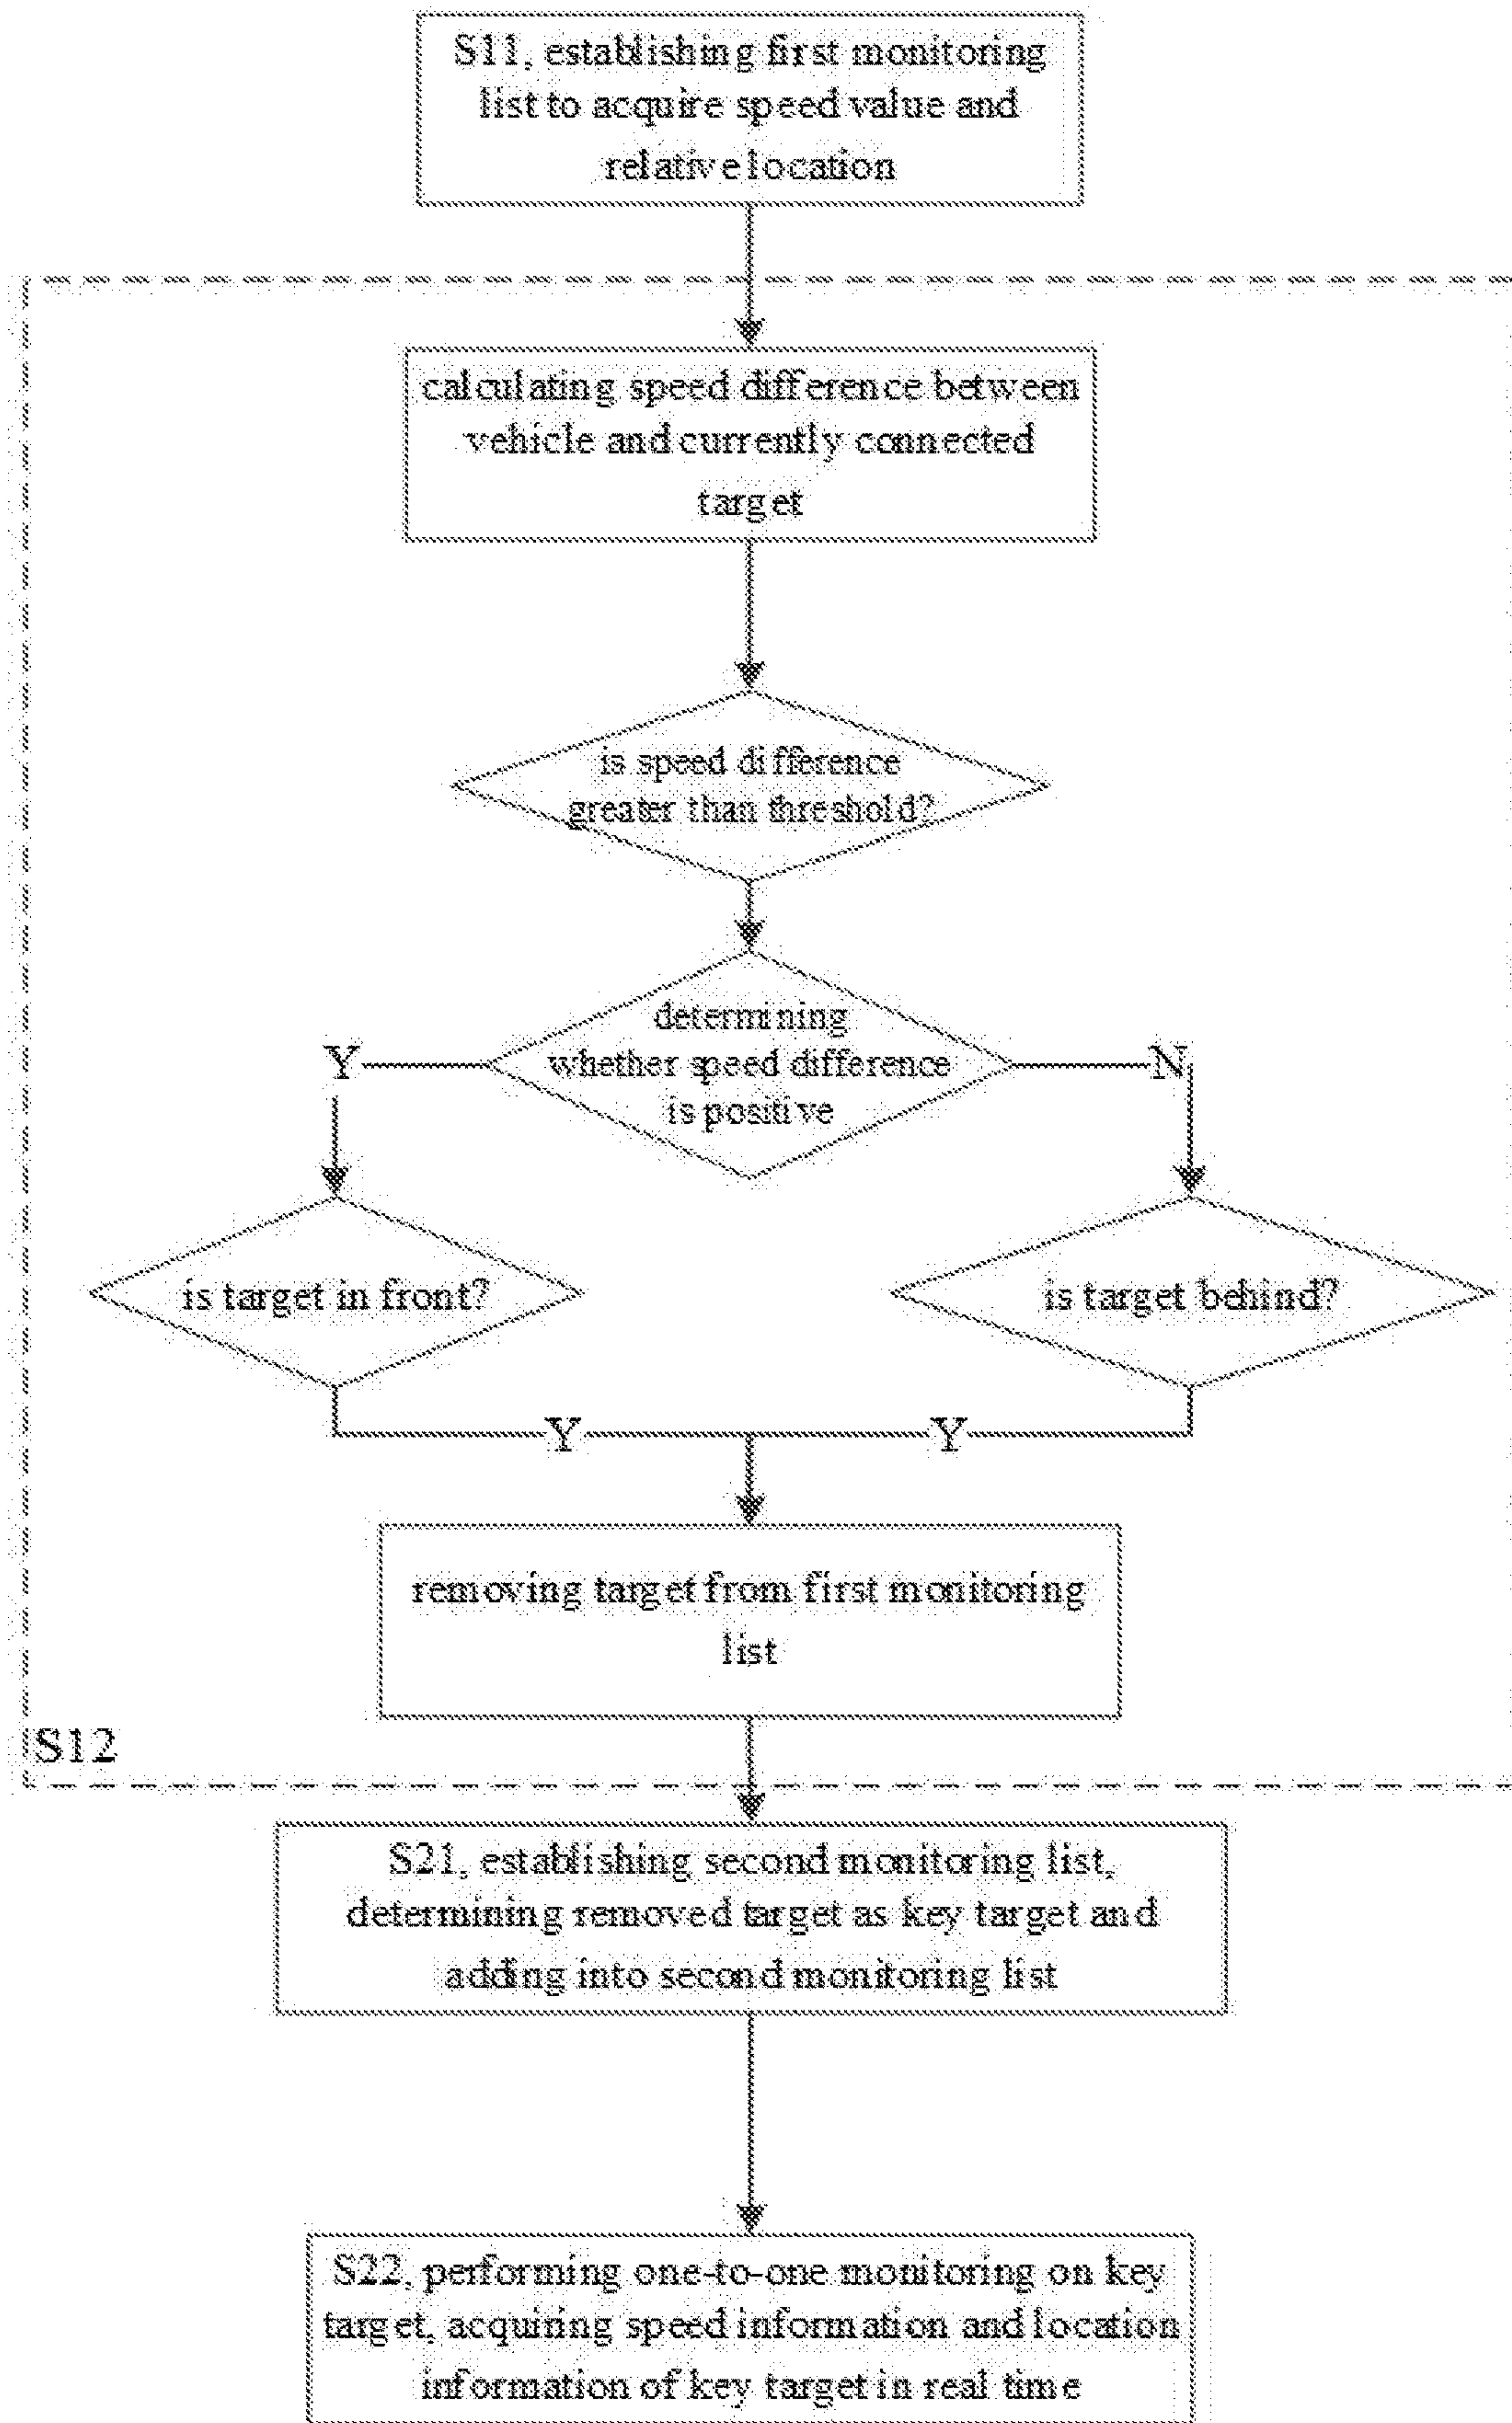 S11, establishing first monitoring
list to acquire speed value and
relative location
calculating speed difference between
vehicle and currently connected
target
is speed difference
greater than threshold?
determining
whether speed difference
is positive
Y
N
is target in front?
is target behind?
Y
Y
removing target from first monitoring
list
S12
S21, establishing second monitoring list,
determining removed target as key target and
adding into second monitoring list
S22, performing one-to-one monitoring on key
target, acquiring speed information and location
information of key target in real time